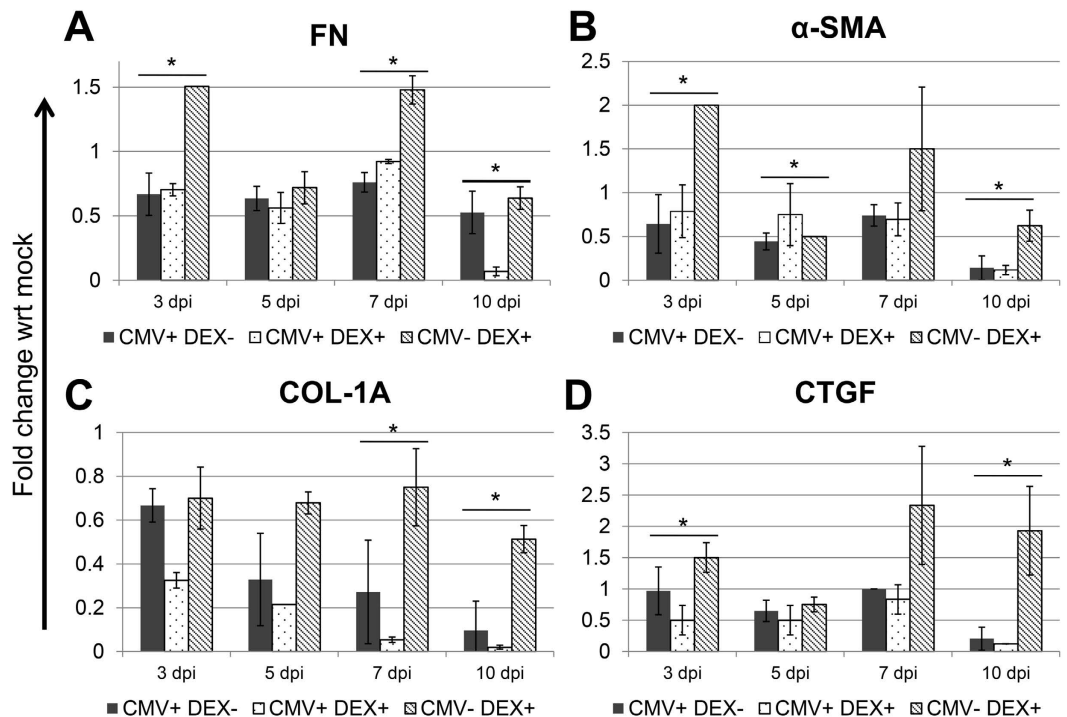 A
FN
*
*
*
1.5
1
0.5
0
3 dpi 5 dpi 7 dpi 10 dpi
CMV+ DEX- CMV+ DEX+ CMV- DEX+
B
α-SMA
*
*
*
2.5
2
1.5
1
0.5
0
3 dpi 5 dpi 7 dpi 10 dpi
CMV+ DEX- CMV+ DEX+ CMV- DEX+
Fold change wrt mock
C
COL-1A
*
*
1
0.8
0.6
0.4
0.2
0
3 dpi 5 dpi 7 dpi 10 dpi
CMV+ DEX- CMV+ DEX+ CMV- DEX+
D
CTGF
*
*
3.5
3
2.5
2
1.5
1
0.5
0
3 dpi 5 dpi 7 dpi 10 dpi
CMV+ DEX- CMV+ DEX+ CMV- DEX+